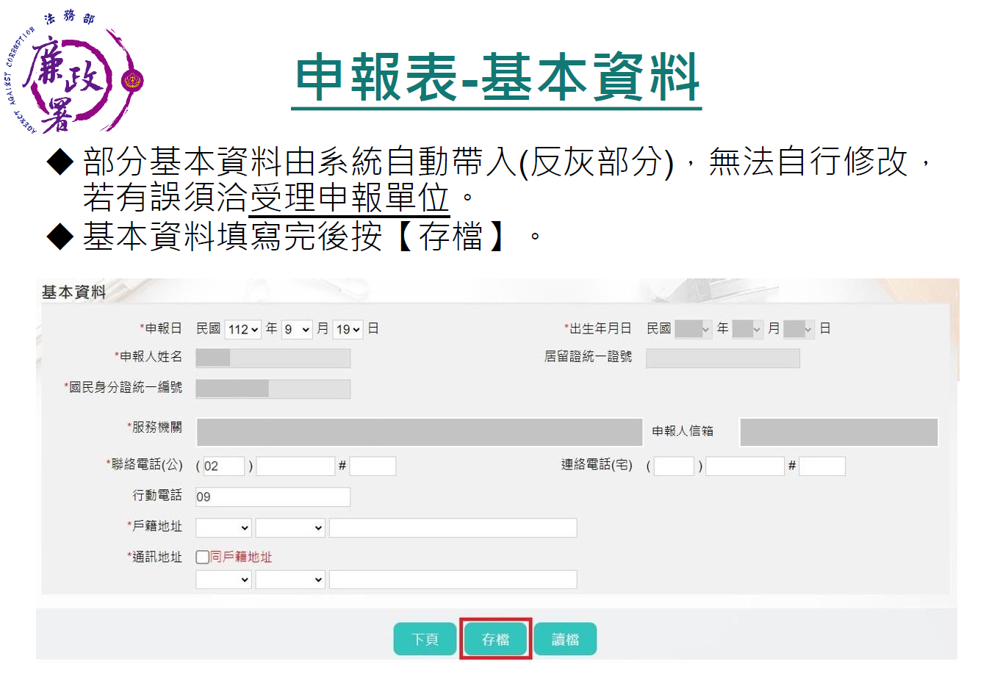 法務部
AGENCY AGAINST CORRUPTION
廉政署
申報表-基本資料
◆部分基本資料由系統自動帶入(反灰部分)，無法自行修改，
若有誤須洽受理申報單位。
◆基本資料填寫完後按【存檔】。
基本資料
*申報日 民國 112 年 9 月 19 日 *出生年月日 民國 年 月 日
*申報人姓名 居留證統一證號
*國民身分證統一編號
*服務機關 申報人信箱
*聯絡電話(公) (02) # 連絡電話(宅) ( ) #
行動電話 09
*戶籍地址
*通訊地址 同戶籍地址
下頁 存檔 讀檔